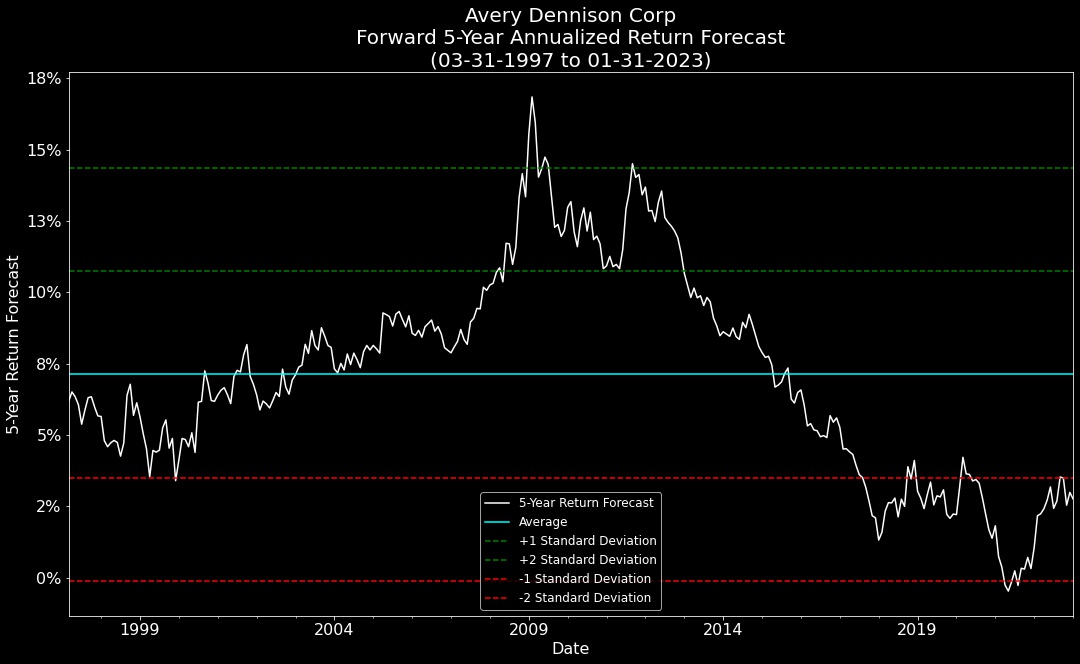 Avery Dennison Corp
Forward 5-Year Annualized Return Forecast
(03-31-1997 to 01-31-2023)
18%
15%
13%
10%
8%
5%
2%
0%
5-Year Return Forecast
5-Year Return Forecast
Average
+1 Standard Deviation
+2 Standard Deviation
-1 Standard Deviation
-2 Standard Deviation
1999
2004
2009
2014
2019
Date